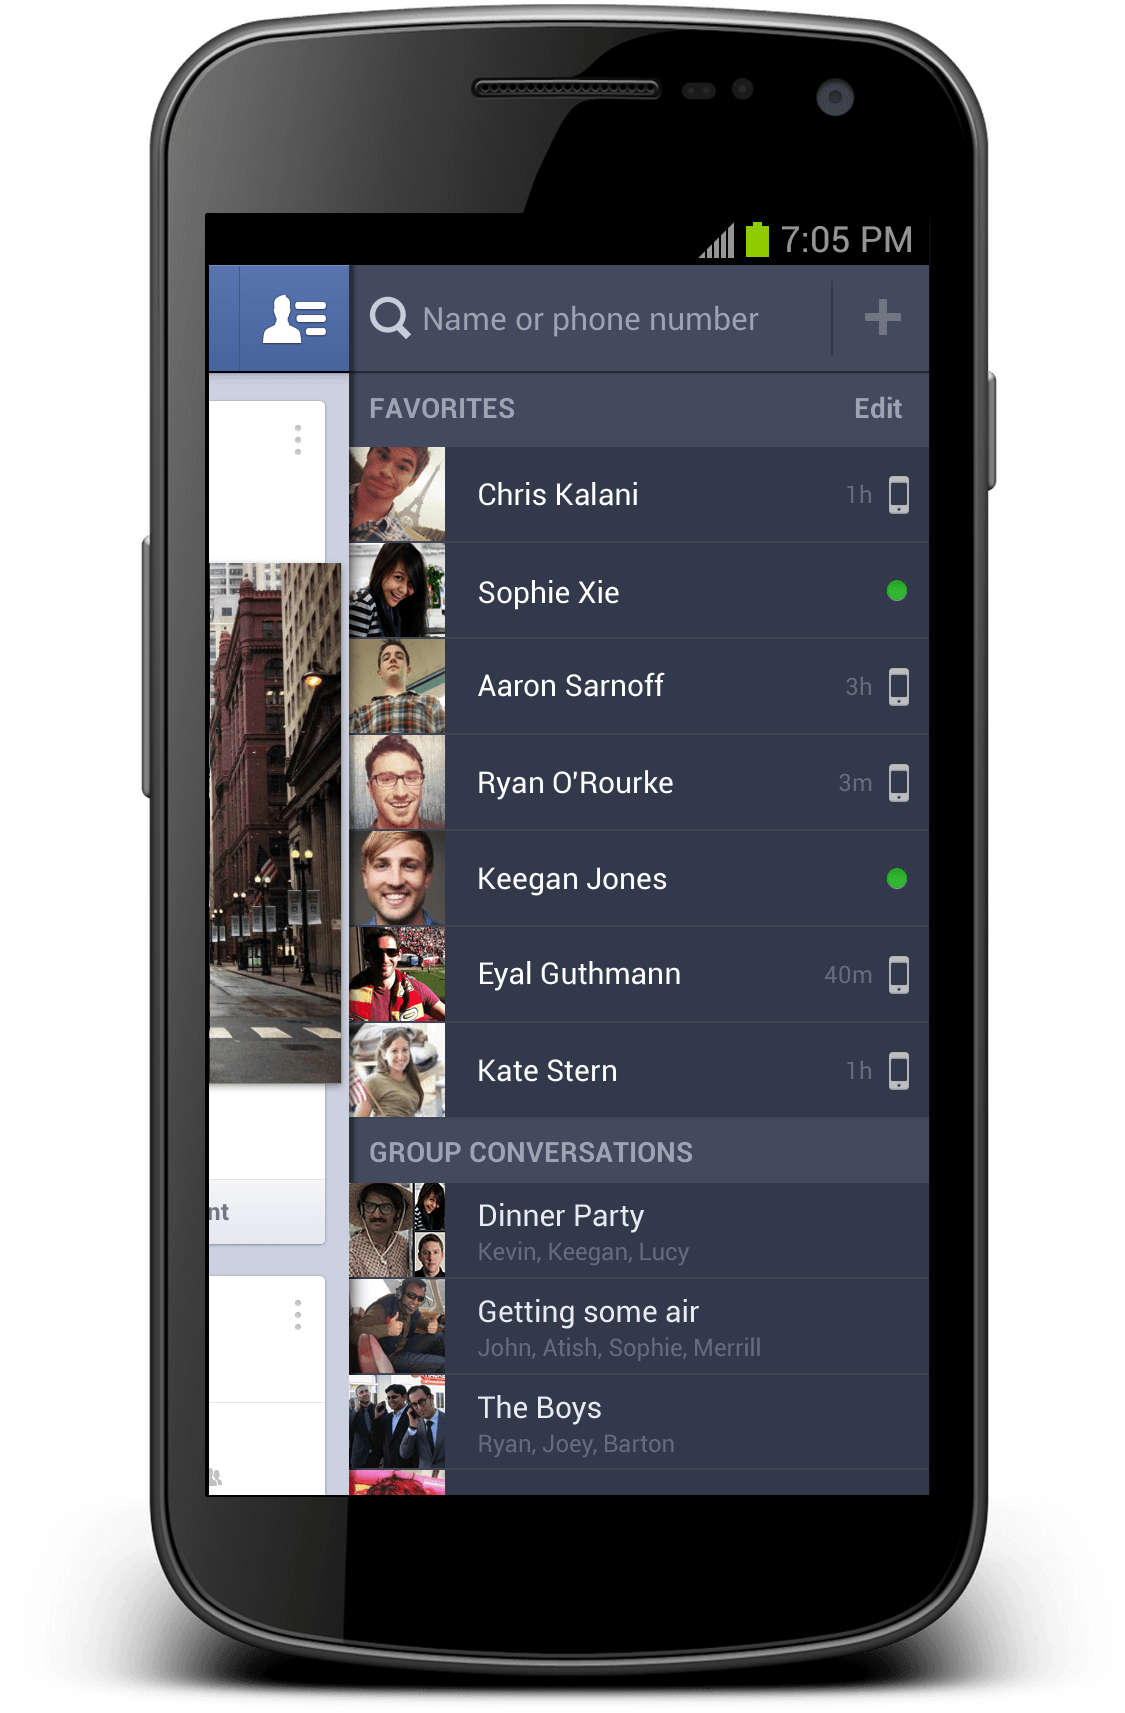 7:05 PM
Name or phone number
FAVORITES Edit
Chris Kalani 1h
Sophie Xie
Aaron Sarnoff 3h
Ryan O'Rourke 3m
Keegan Jones
Eyal Guthmann 40m
Kate Stern 1h
GROUP CONVERSATIONS
nt
Dinner Party
Kevin, Keegan, Lucy
Getting some air
John, Atish, Sophie, Merrill
The Boys
Ryan, Joey, Barton